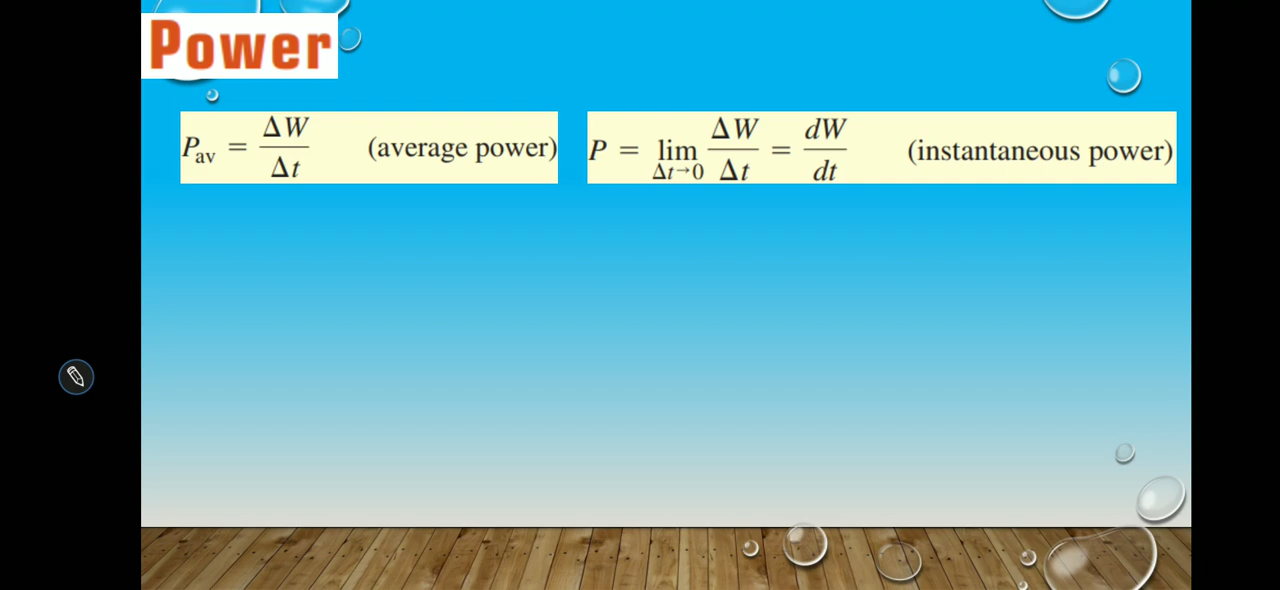 Power
P_av = ΔW/Δt (average power)
P = lim_{Δt→0} ΔW/Δt = dW/dt (instantaneous power)